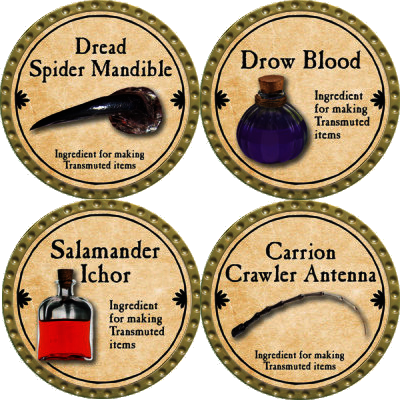 Dread
Spider Mandible
Ingredient for making
Transmuted items
Drow Blood
Ingredient
for making
Transmuted
items
Salamander
Ichor
Ingredient
for making
Transmuted
items
Carrion
Crawler Antenna
Ingredient for making
Transmuted items